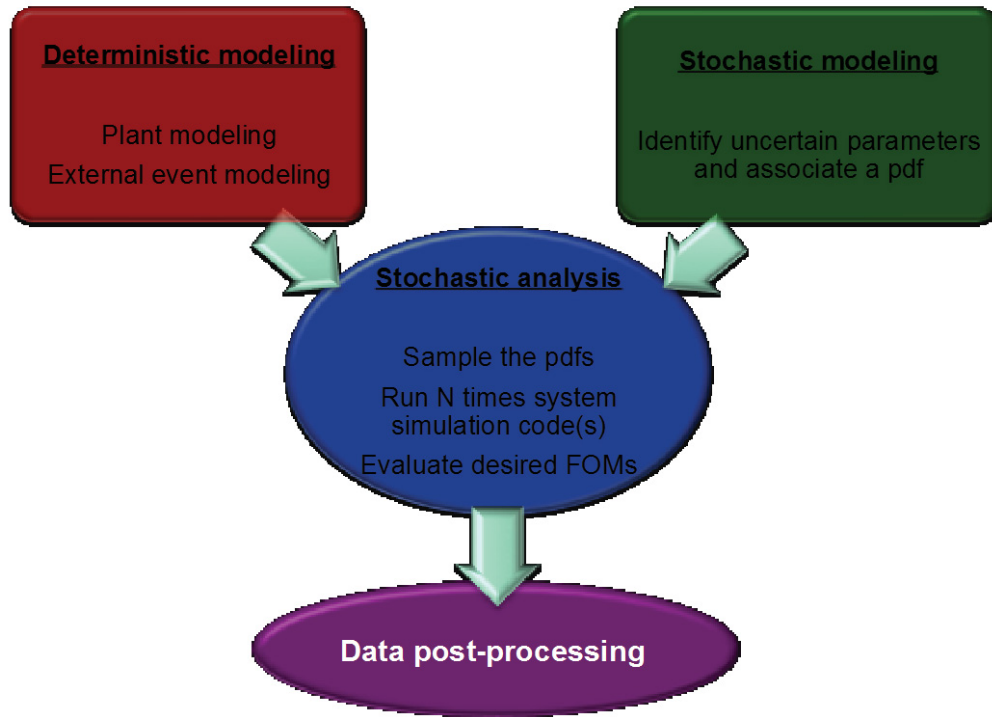 Deterministic modeling
Plant modeling
External event modeling
Stochastic modeling
Identify uncertain parameters
and associate a pdf
Stochastic analysis
Sample the pdfs
Run N times system
simulation code(s)
Evaluate desired FOMs
Data post-processing